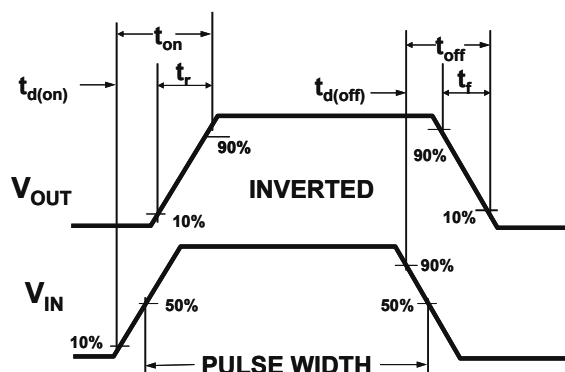 t_on t_off
t_d(on) t_r t_d(off) t_f
90% 90%
V_OUT INVERTED
10% 10%
90%
V_IN 50% 50%
10%
PULSE WIDTH